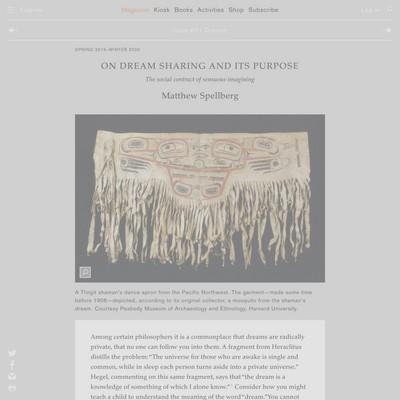 Magazine Kiosk Books Activities Shop Subscribe
SPRING 2019–WINTER 2020
ON DREAM SHARING AND ITS PURPOSE
The social contract of sensuous imagining
Matthew Spellberg
A Tlingit shaman's dance apron from the Pacific Northwest. The garment—made some time
before 1908—depicted, according to its original collector, a mosquito from the shaman's
dream. Courtesy Peabody Museum of Archaeology and Ethnology, Harvard University.
Among certain philosophers it is a commonplace that dreams are radically
private, that no one can follow you into them. A fragment from Heraclitus
distills the problem: "The universe for those who are awake is single and
common, while in sleep each person turns aside into a private universe."
Hegel, commenting on this same fragment, says that "the dream is a
knowledge of something of which I alone know." Consider how you might
teach a child to understand the meaning of the word "dream." You cannot